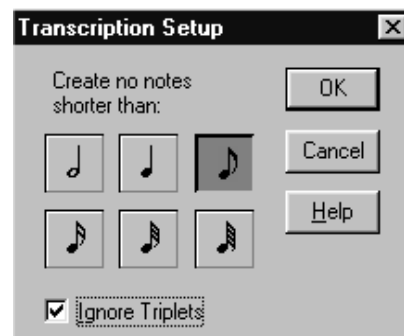 Transcription Setup
Create no notes
shorter than:
OK
Cancel
Help
Ignore Triplets